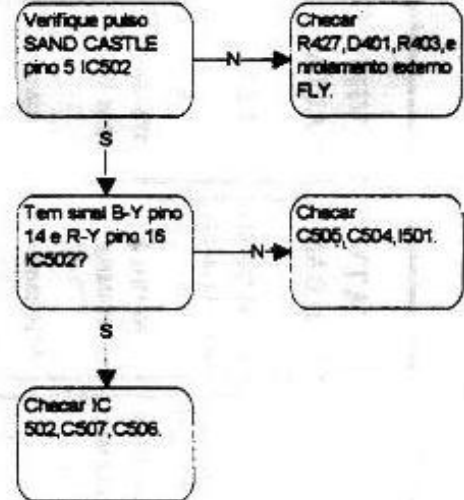 Verifique pulso
SAND CASTLE
pino 5 IC502
N
Checar
R427,D401,R403,e
nrolamento externo
FLY.
S
Tem sinal B-Y pino
14 e R-Y pino 16
IC502?
N
Checar
C505,C504,I501.
S
Checar IC
502,C507,C506.